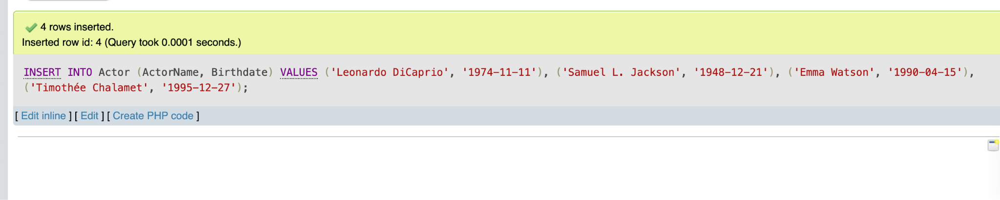 4 rows inserted.
Inserted row id: 4 (Query took 0.0001 seconds.)
INSERT INTO Actor (ActorName, Birthdate) VALUES ('Leonardo DiCaprio', '1974-11-11'), ('Samuel L. Jackson', '1948-12-21'), ('Emma Watson', '1990-04-15'),
('Timothée Chalamet', '1995-12-27');
[ Edit inline ] [ Edit ] [ Create PHP code ]